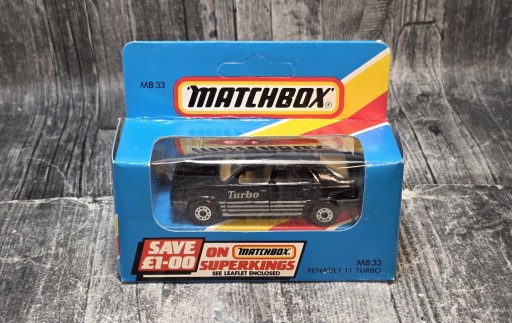 MB 33
"MATCHBOX"
Turbo
SAVE
£1-00
ON "MATCHBOX"
SUPERKINGS
SEE LEAFLET ENCLOSED
MB 33
RENAULT 11 TURBO